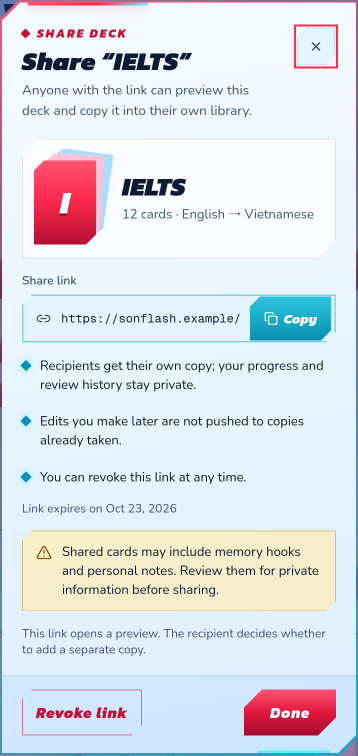 SHARE DECK
Share “IELTS”
Anyone with the link can preview this
deck and copy it into their own library.
I
IELTS
12 cards · English → Vietnamese
Share link
https://sonflash.example/
Copy
Recipients get their own copy; your progress and
review history stay private.
Edits you make later are not pushed to copies
already taken.
You can revoke this link at any time.
Link expires on Oct 23, 2026
Shared cards may include memory hooks
and personal notes. Review them for private
information before sharing.
This link opens a preview. The recipient decides whether
to add a separate copy.
Revoke link
Done